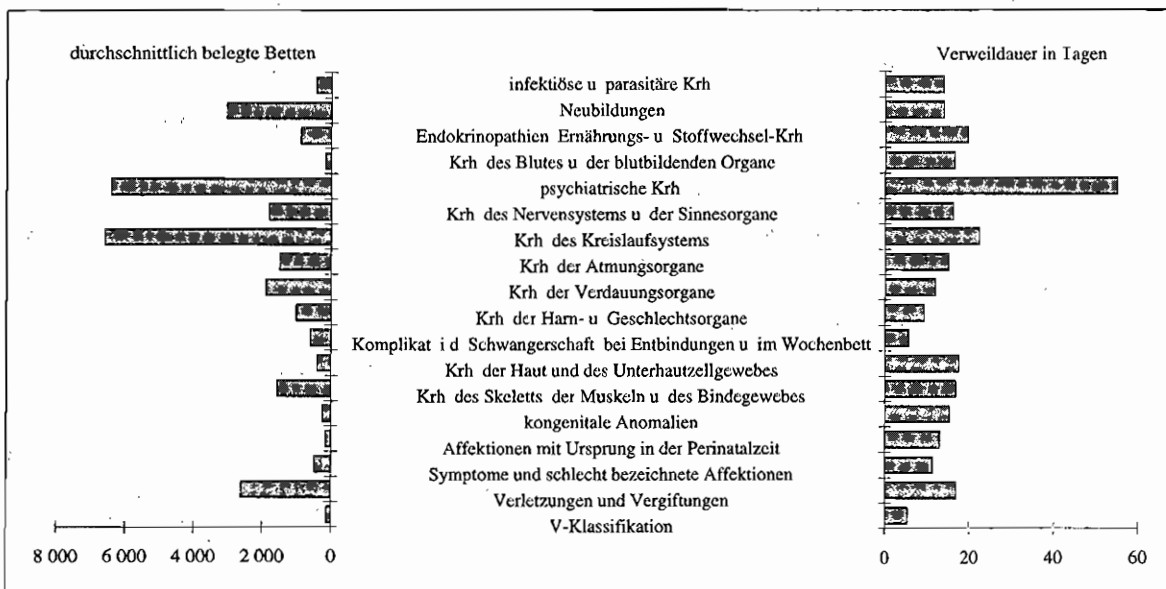 durchschnittlich belegte Betten
Verweildauer in Tagen
infektiöse u parasitäre Krh
Neubildungen
Endokrinopathien Ernährungs- u Stoffwechsel-Krh
Krh des Blutes u der blutbildenden Organe
psychiatrische Krh
Krh des Nervensystems u der Sinnesorgane
Krh des Kreislaufsystems
Krh der Atmungsorgane
Krh der Verdauungsorgane
Krh der Harn- u Geschlechtsorgane
Komplikat i d Schwangerschaft bei Entbindungen u im Wochenbett
Krh der Haut und des Unterhautzellgewebes
Krh des Skeletts der Muskeln u des Bindegewebes
kongenitale Anomalien
Affektionen mit Ursprung in der Perinatalzeit
Symptome und schlecht bezeichnete Affektionen
Verletzungen und Vergiftungen
V-Klassifikation
8 000 6 000 4 000 2 000 0
0 20 40 60